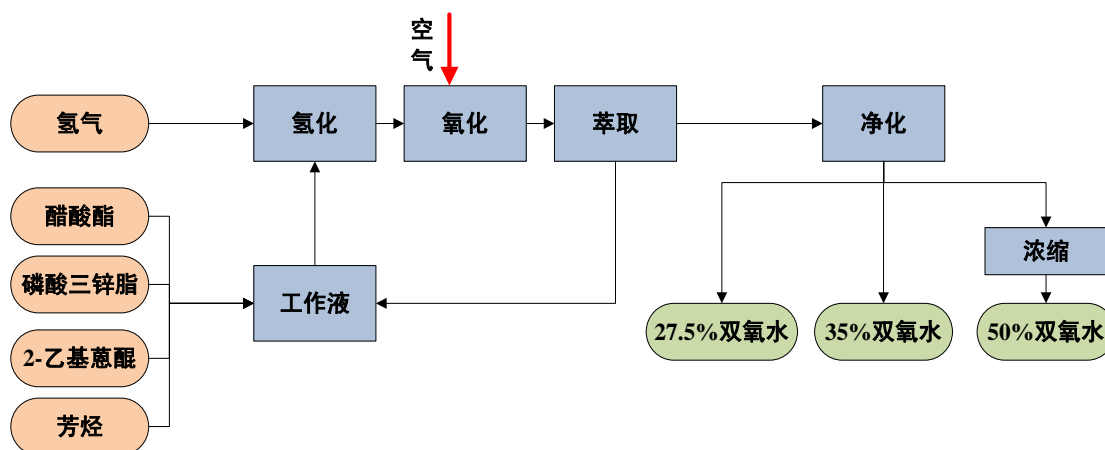 空
气
氢气
氢化
氧化
萃取
净化
醋酸酯
磷酸三锌脂
2-乙基蒽醌
芳烃
工作液
浓缩
27.5%双氧水
35%双氧水
50%双氧水